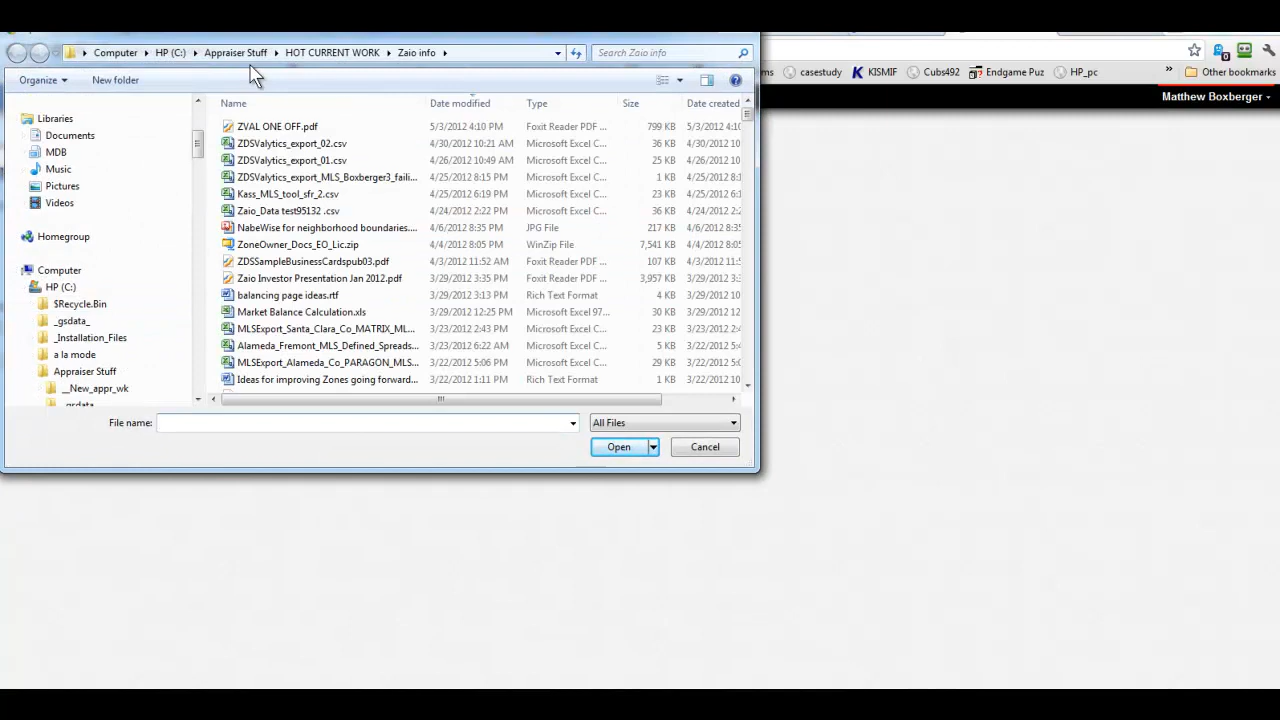 Computer HP (C:) Appraiser Stuff HOT CURRENT WORK Zaio info Search Zaio info
Organize New folder
ms casestudy KISMIF Cubs492 Endgame Puz HP_pc » Other bookmarks
Matthew Boxberger
Name Date modified Type Size Date created
Libraries
Documents
MDB
Music
Pictures
Videos
Homegroup
Computer
HP (C:)
$Recycle.Bin
_gsdata_
_Installation_Files
a la mode
Appraiser Stuff
__New_appr_wk
ZVAL ONE OFF.pdf 5/3/2012 4:10 PM Foxit Reader PDF ... 799 KB 5/3/2012 4:10
ZDSValytics_export_02.csv 4/30/2012 10:21 AM Microsoft Excel C... 36 KB 4/30/2012 1
ZDSValytics_export_01.csv 4/26/2012 10:49 AM Microsoft Excel C... 25 KB 4/26/2012 1
ZDSValytics_export_MLS_Boxberger3_faili... 4/25/2012 8:15 PM Microsoft Excel C... 1 KB 4/25/2012 8:
Kass_MLS_tool_sfr_2.csv 4/25/2012 6:19 PM Microsoft Excel C... 23 KB 4/25/2012 6:
Zaio_Data test95132 .csv 4/24/2012 2:22 PM Microsoft Excel C... 36 KB 4/24/2012 2:
NabeWise for neighborhood boundaries.... 4/6/2012 8:35 PM JPG File 217 KB 4/6/2012 8:3
ZoneOwner_Docs_EO_Lic.zip 4/4/2012 8:05 PM WinZip File 7,541 KB 4/4/2012 8:0
ZDSSampleBusinessCardspub03.pdf 4/3/2012 11:52 AM Foxit Reader PDF ... 107 KB 4/3/2012 11:
Zaio Investor Presentation Jan 2012.pdf 3/29/2012 3:35 PM Foxit Reader PDF ... 3,957 KB 3/29/2012 3:
balancing page ideas.rtf 3/29/2012 3:13 PM Rich Text Format 4 KB 3/29/2012 10
Market Balance Calculation.xls 3/29/2012 12:25 PM Microsoft Excel 97... 30 KB 3/29/2012 10
MLSExport_Santa_Clara_Co_MATRIX_ML... 3/23/2012 2:43 PM Microsoft Excel C... 23 KB 3/23/2012 2:
Alameda_Fremont_MLS_Defined_Spreads... 3/23/2012 6:22 AM Microsoft Excel C... 5 KB 3/22/2012 5:
MLSExport_Alameda_Co_PARAGON_MLS... 3/22/2012 5:06 PM Microsoft Excel C... 29 KB 3/22/2012 5:0
Ideas for improving Zones going forward... 3/22/2012 1:11 PM Rich Text Format 1 KB 3/22/2012 10
File name: All Files
Open Cancel